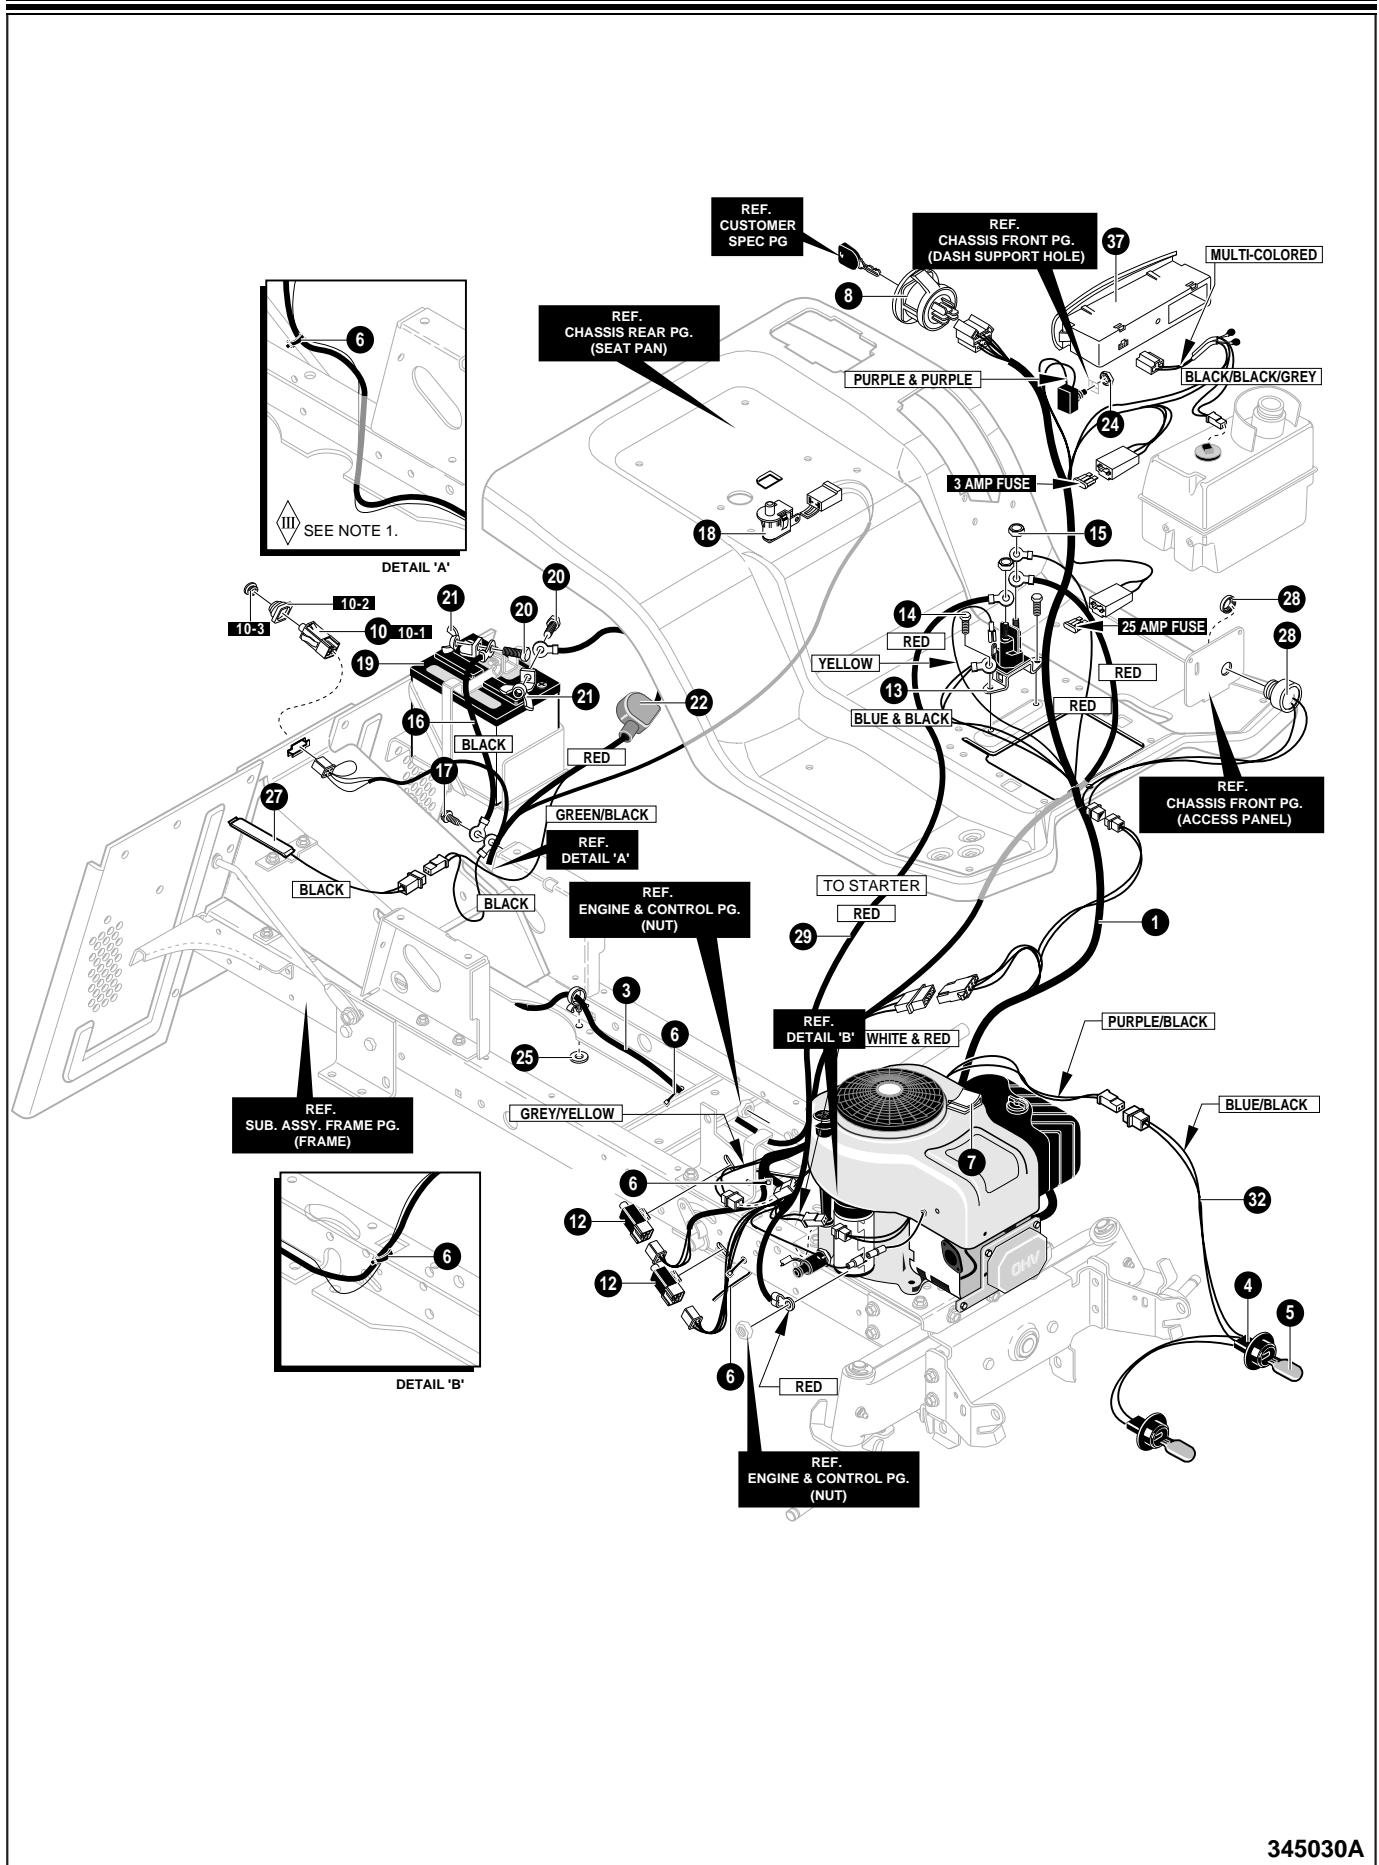 REF.
CUSTOMER
SPEC PG
REF.
CHASSIS FRONT PG.
(DASH SUPPORT HOLE)
37
MULTI-COLORED
8
REF.
CHASSIS REAR PG.
(SEAT PAN)
6
PURPLE & PURPLE
BLACK/BLACK/GREY
24
3 AMP FUSE
III
SEE NOTE 1.
DETAIL 'A'
18
15
20
21
20
10-2
10-3
10
10-1
19
14
RED
25 AMP FUSE
28
28
YELLOW
RED
13
21
22
RED
16
BLACK
BLUE & BLACK
RED
17
27
GREEN/BLACK
REF.
DETAIL 'A'
REF.
CHASSIS FRONT PG.
(ACCESS PANEL)
BLACK
BLACK
TO STARTER
REF.
ENGINE & CONTROL PG.
(NUT)
RED
29
1
3
REF.
DETAIL 'B'
WHITE & RED
PURPLE/BLACK
6
25
GREY/YELLOW
BLUE/BLACK
REF.
SUB. ASSY. FRAME PG.
(FRAME)
7
6
32
12
6
OHV
12
4
5
DETAIL 'B'
6
RED
REF.
ENGINE & CONTROL PG.
(NUT)
345030A